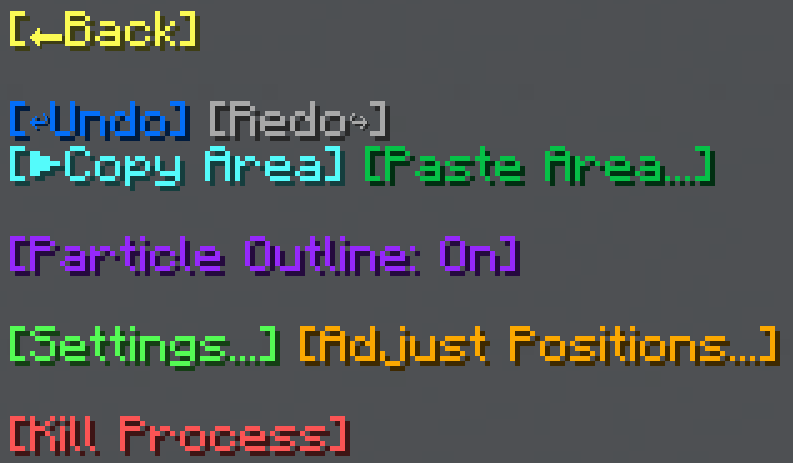 [←Back]
[↩Undo] [Redo↪]
[▶Copy Area] [Paste Area...]
[Particle Outline: On]
[Settings...] [Adjust Positions...]
[Kill Process]